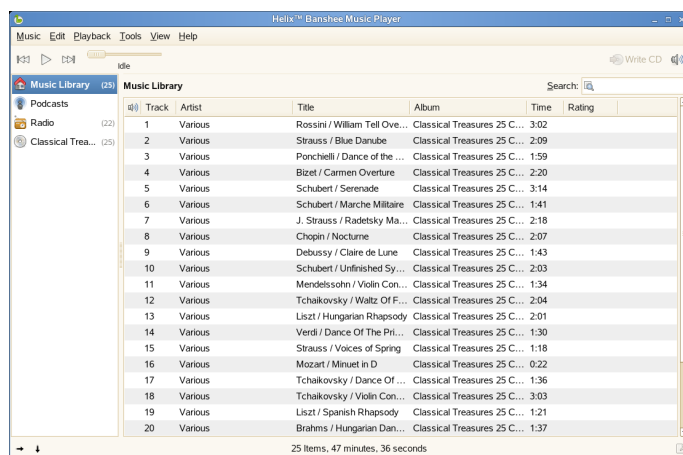 Helix™ Banshee Music Player
Music Edit Playback Tools View Help
Idle
Write CD
Music Library (25)
Podcasts
Radio (22)
Classical Trea... (25)
Music Library
Search:
Track Artist Title Album Time Rating
1 Various Rossini / William Tell Ove... Classical Treasures 25 C... 3:02
2 Various Strauss / Blue Danube Classical Treasures 25 C... 2:09
3 Various Ponchielli / Dance of the ... Classical Treasures 25 C... 1:59
4 Various Bizet / Carmen Overture Classical Treasures 25 C... 2:20
5 Various Schubert / Serenade Classical Treasures 25 C... 3:14
6 Various Schubert / Marche Militaire Classical Treasures 25 C... 1:41
7 Various J. Strauss / Radetsky Ma... Classical Treasures 25 C... 2:18
8 Various Chopin / Nocturne Classical Treasures 25 C... 2:07
9 Various Debussy / Claire de Lune Classical Treasures 25 C... 1:43
10 Various Schubert / Unfinished Sy... Classical Treasures 25 C... 2:03
11 Various Mendelssohn / Violin Con... Classical Treasures 25 C... 1:34
12 Various Tchaikovsky / Waltz Of F... Classical Treasures 25 C... 2:04
13 Various Liszt / Hungarian Rhapsody Classical Treasures 25 C... 2:01
14 Various Verdi / Dance Of The Pri... Classical Treasures 25 C... 1:30
15 Various Strauss / Voices of Spring Classical Treasures 25 C... 1:18
16 Various Mozart / Minuet in D Classical Treasures 25 C... 0:22
17 Various Tchaikovsky / Dance Of ... Classical Treasures 25 C... 1:36
18 Various Tchaikovsky / Violin Con... Classical Treasures 25 C... 3:03
19 Various Liszt / Spanish Rhapsody Classical Treasures 25 C... 1:21
20 Various Brahms / Hungarian Dan... Classical Treasures 25 C... 1:37
25 Items, 47 minutes, 36 seconds